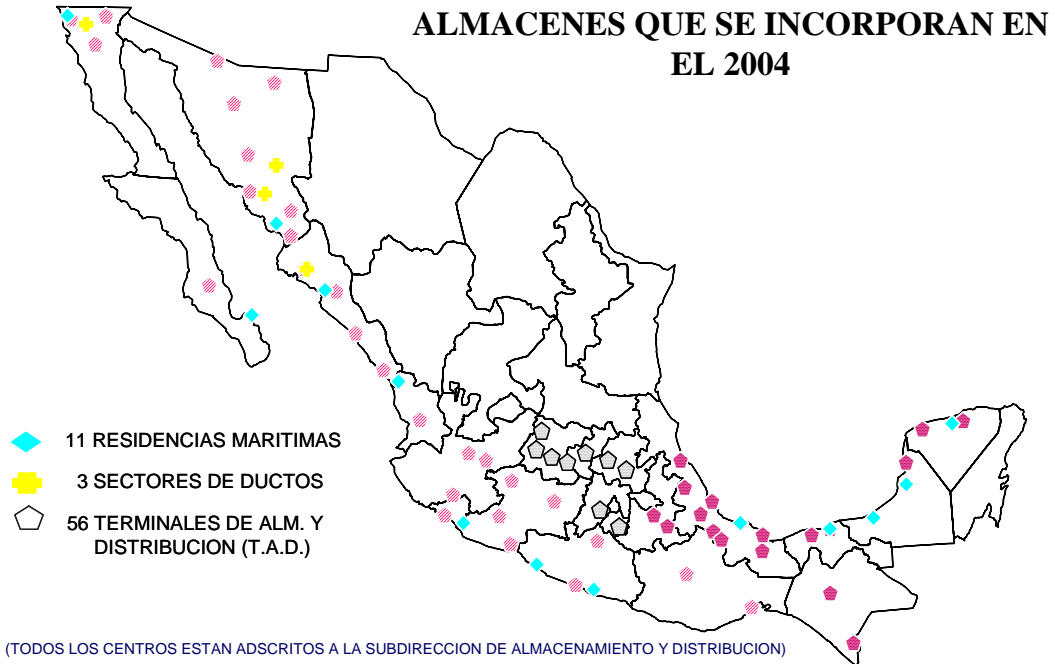 ALMACENES QUE SE INCORPORAN EN
EL 2004
11 RESIDENCIAS MARITIMAS
3 SECTORES DE DUCTOS
56 TERMINALES DE ALM. Y
DISTRIBUCION (T.A.D.)
(TODOS LOS CENTROS ESTAN ADSCRITOS A LA SUBDIRECCION DE ALMACENAMIENTO Y DISTRIBUCION)